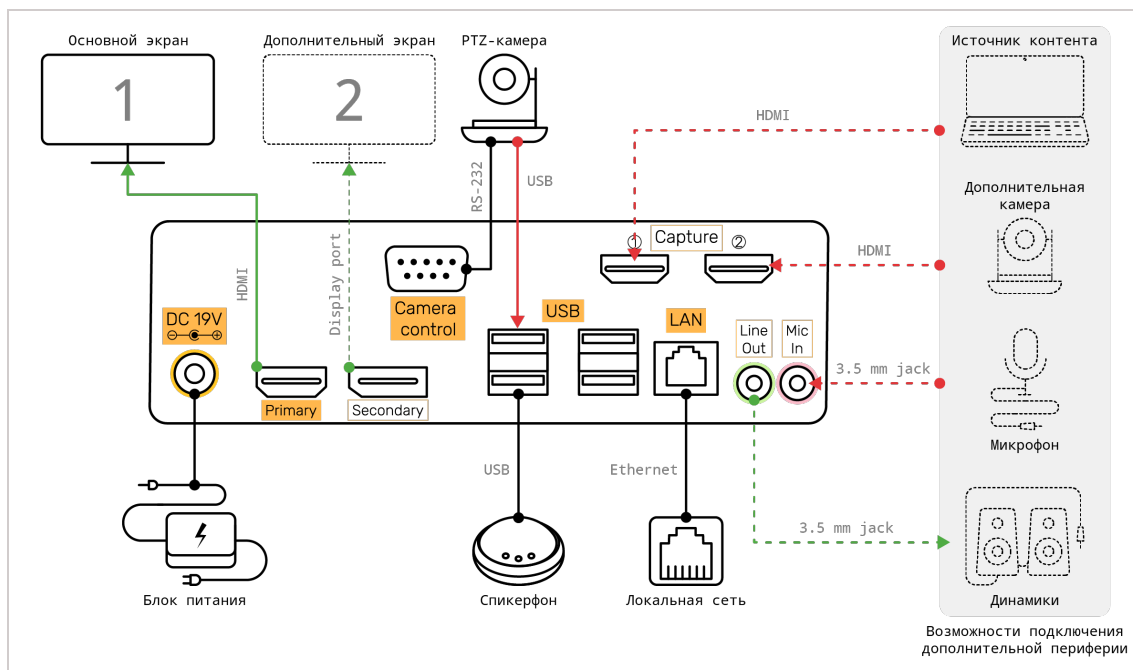 Основной экран
Дополнительный экран
PTZ-камера
Источник контента
1
2
HDMI
RS-232
USB
Дополнительная
камера
① Capture ②
HDMI
HDMI
Display port
DC 19V
Camera
control
USB
LAN
Line
Out
Mic
In
3.5 mm jack
Primary
Secondary
Микрофон
USB
Ethernet
3.5 mm jack
Блок питания
Спикерфон
Локальная сеть
Динамики
Возможности подключения
дополнительной периферии